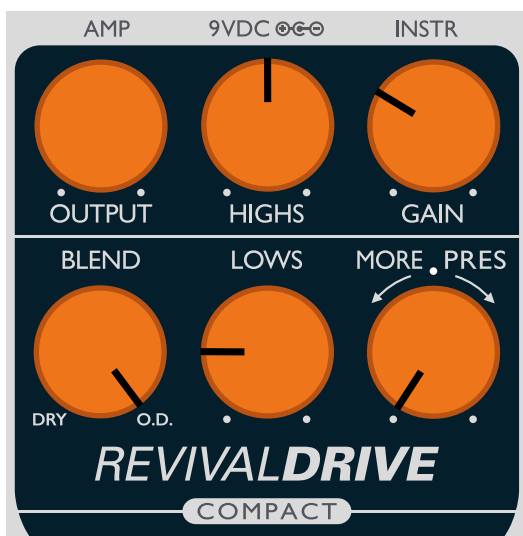 AMP 9VDC INSTR
OUTPUT HIGHS GAIN
BLEND LOWS MORE PRES
DRY O.D.
REVIVALDRIVE
COMPACT